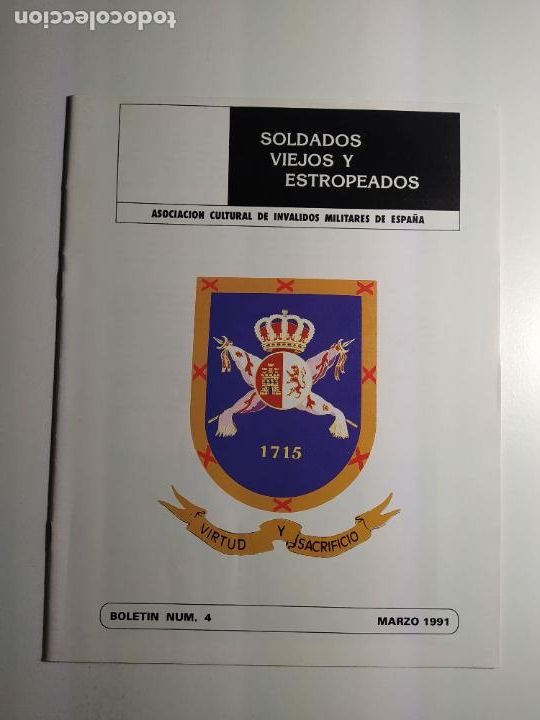 todocoleccion
SOLDADOS
VIEJOS Y
ESTROPEADOS
ASOCIACION CULTURAL DE INVALIDOS MILITARES DE ESPAÑA
1715
VIRTUD Y SACRIFICIO
BOLETIN NUM. 4 MARZO 1991